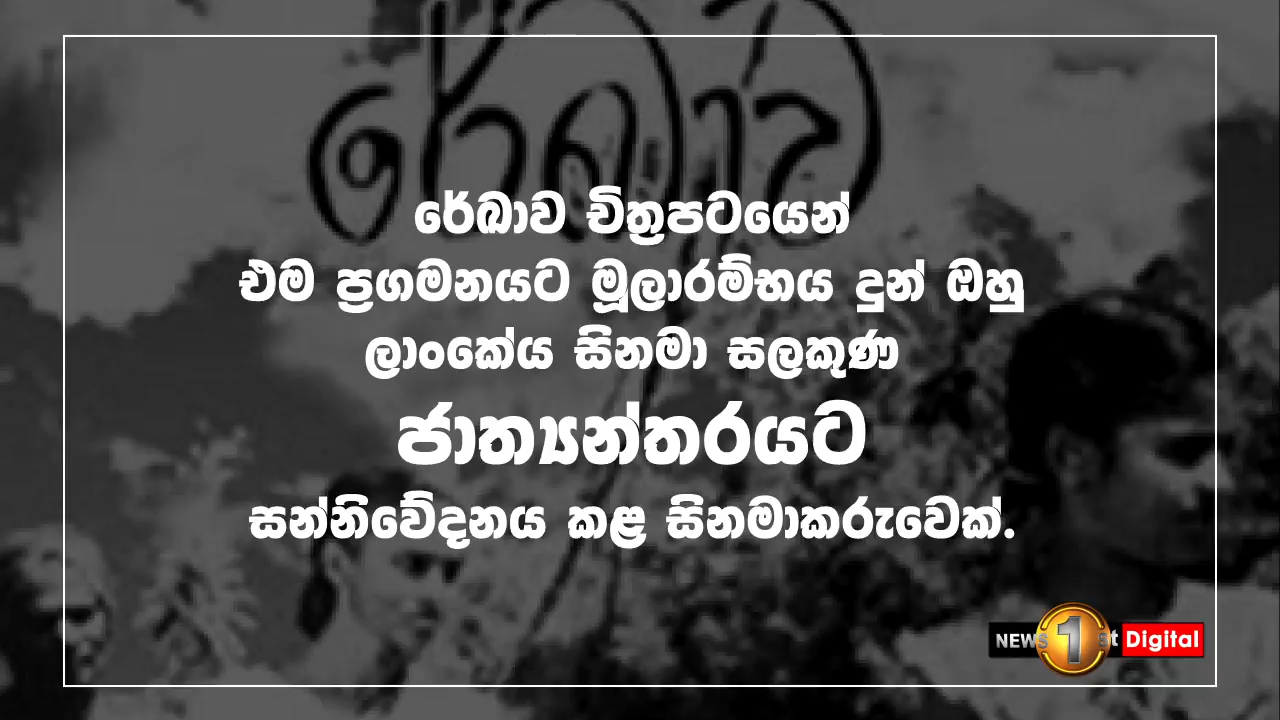 රේඛාව
රේඛාව චිත්‍රපටයෙන්
එම ප්‍රගමනයට මූලාරම්භය දුන් ඔහු
ලාංකේය සිනමා සලකුණ
ජාත්‍යන්තරයට
සන්නිවේදනය කළ සිනමාකරුවෙක්.
NEWS 1st Digital